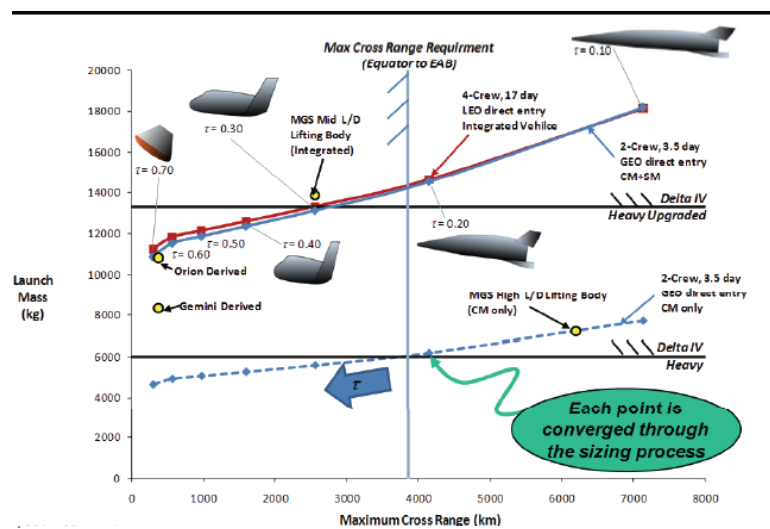 Max Cross Range Requirment
(Equator to EAB)
τ = 0.10
20000
18000
16000
14000
12000
10000
8000
6000
4000
2000
0
4-Crew, 17 day
LEO direct entry
Integrated Vehilce
τ = 0.30
MGS Mid L/D
Lifting Body
(Integrated)
2-Crew, 3.5 day
GEO direct entry
CM+SM
τ = 0.70
Delta IV
Heavy Upgraded
τ = 0.20
τ = 0.50
τ = 0.60
τ = 0.40
Orion Derived
Gemini Derived
Launch
Mass
(kg)
2-Crew, 3.5 day
GEO direct entry
CM only
MGS High L/D Lifting Body
(CM only)
Delta IV
Heavy
τ
Each point is
converged through
the sizing process
0 1000 2000 3000 4000 5000 6000 7000 8000
Maximum Cross Range (km)